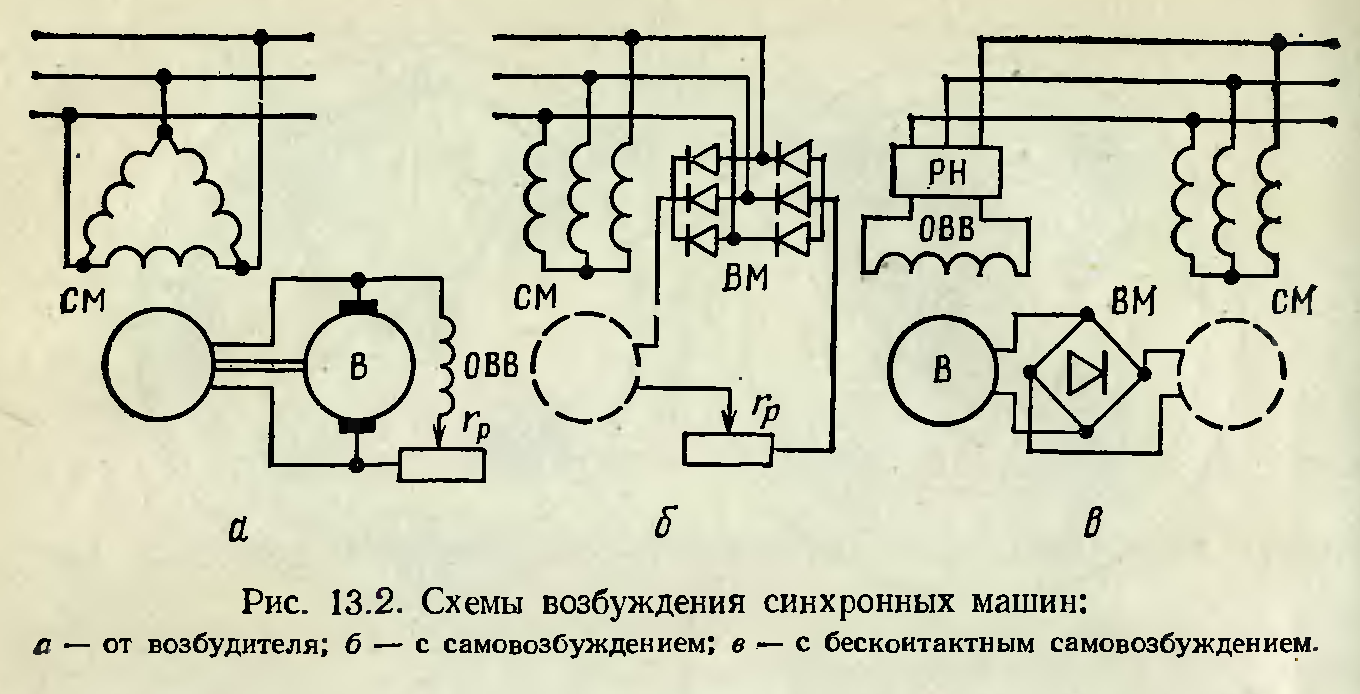 РН
ОВВ
ВМ
СМ
СМ
ВМ
СМ
В
ОВВ
В
rр
rр
а
б
в
Рис. 13.2. Схемы возбуждения синхронных машин:
а — от возбудителя; б — с самовозбуждением; в — с бесконтактным самовозбуждением.